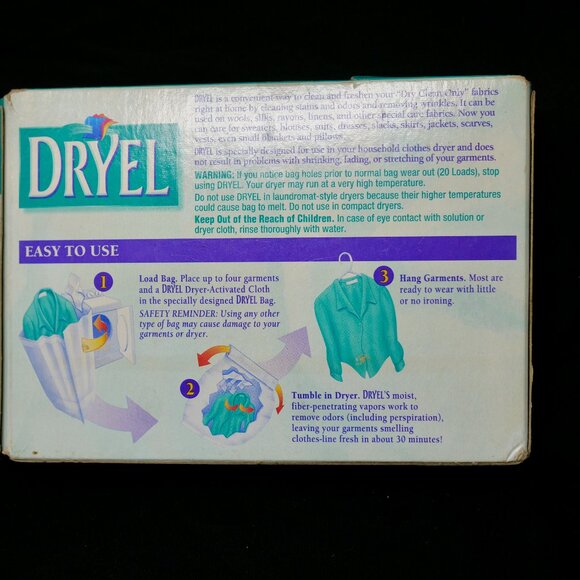 DRYEL
DRYEL is a convenient way to clean and freshen your "Dry Clean Only" fabrics
right at home by cleaning stains and odors and removing wrinkles. It can be
used on wools, silks, rayons, linens, and other special care fabrics. Now you
can care for sweaters, blouses, suits, dresses, slacks, skirts, jackets, scarves,
vests, even small blankets and pillows.
DRYEL is specially designed for use in your household clothes dryer and does
not result in problems with shrinking, fading, or stretching of your garments.
WARNING: If you notice bag holes prior to normal bag wear out (20 Loads), stop
using DRYEL. Your dryer may run at a very high temperature.
Do not use DRYEL in laundromat-style dryers because their higher temperatures
could cause bag to melt. Do not use in compact dryers.
Keep Out of the Reach of Children. In case of eye contact with solution or
dryer cloth, rinse thoroughly with water.
EASY TO USE
1
Load Bag. Place up to four garments
and a DRYEL Dryer-Activated Cloth
in the specially designed DRYEL Bag.
SAFETY REMINDER: Using any other
type of bag may cause damage to your
garments or dryer.
2
Tumble in Dryer. DRYEL'S moist,
fiber-penetrating vapors work to
remove odors (including perspiration),
leaving your garments smelling
clothes-line fresh in about 30 minutes!
3
Hang Garments. Most are
ready to wear with little
or no ironing.